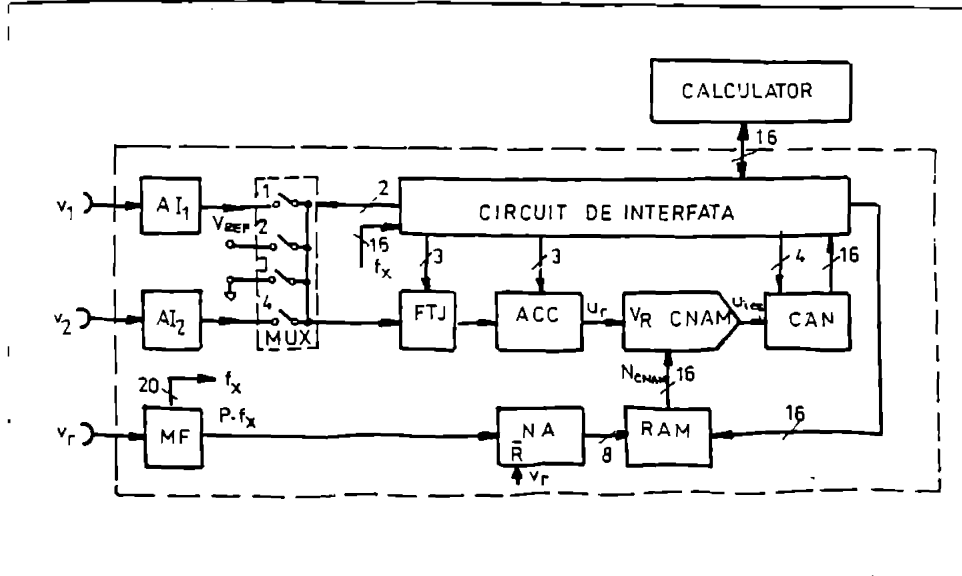 CALCULATOR
16
v1
AI1
1
2
CIRCUIT DE INTERFATA
VREF
2
16
fx
3
3
4
16
v2
AI2
4
MUX
FTJ
ACC
ur
VR CNAM
CAN
20
fx
NCNAM
16
vr
MF
P·fx
NA
R̅
8
RAM
16
vr